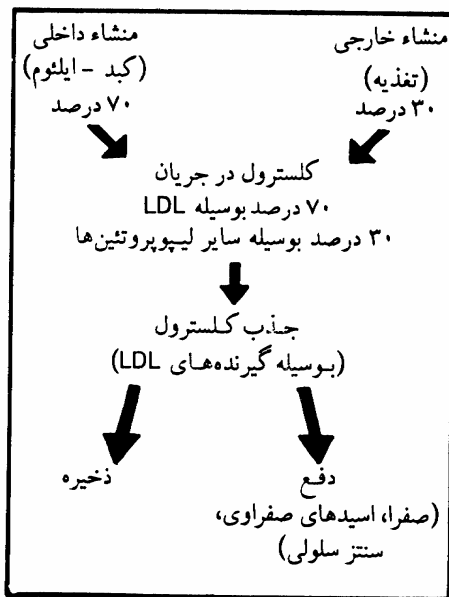 منشاء خارجی
(تغذیه)
۳۰ درصد
منشاء داخلی
(کبد - ایلئوم)
۷۰ درصد
کلسترول در جریان
۷۰ درصد بوسیله LDL
۳۰ درصد بوسیله سایر لیپوپروتئین‌ها
جذب کلسترول
(بوسیله گیرنده‌های LDL)
دفع
(صفرا، اسیدهای صفراوی،
سنتز سلولی)
ذخیره